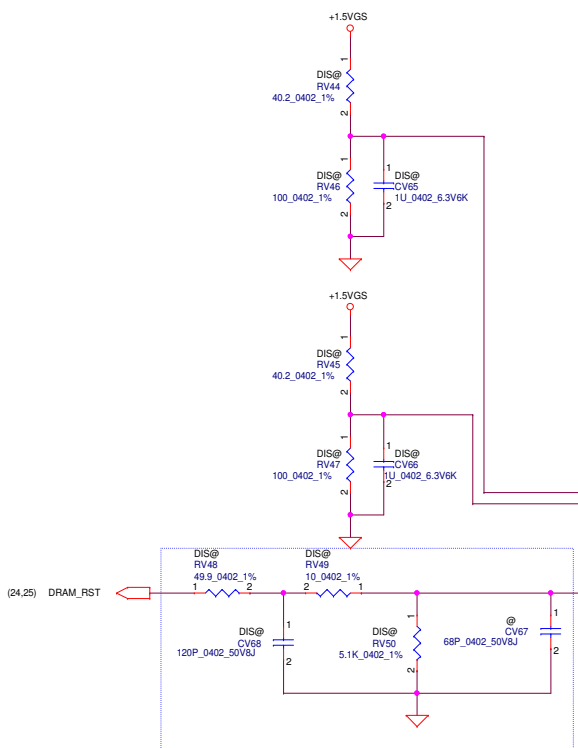 +1.5VGS
1
DIS@
RV44
40.2_0402_1%
2
1
DIS@
RV46
100_0402_1%
2
1
DIS@
CV65
1U_0402_6.3V6K
2
+1.5VGS
1
DIS@
RV45
40.2_0402_1%
2
1
DIS@
RV47
100_0402_1%
2
1
DIS@
CV66
1U_0402_6.3V6K
2
(24,25) DRAM_RST
DIS@
RV48
49.9_0402_1%
1 2
DIS@
RV49
10_0402_1%
2 1
1
DIS@
CV68
120P_0402_50V8J
2
1
DIS@
RV50
5.1K_0402_1%
2
1
@
CV67
68P_0402_50V8J
2